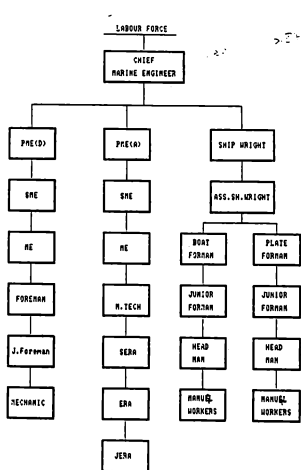 LABOUR FORCE
CHIEF
MARINE ENGINEER
PME(D)
PME(A)
SHIP WRIGHT
SME
SME
ASS.SH.WRIGHT
ME
ME
BOAT
FORMAN
PLATE
FORMAN
FOREMAN
M.TECH
JUNIOR
FORMAN
JUNIOR
FORMAN
J.Foreman
SERA
HEAD
MAN
HEAD
MAN
MECHANIC
ERA
MANUEL
WORKERS
MANUEL
WORKERS
JERA